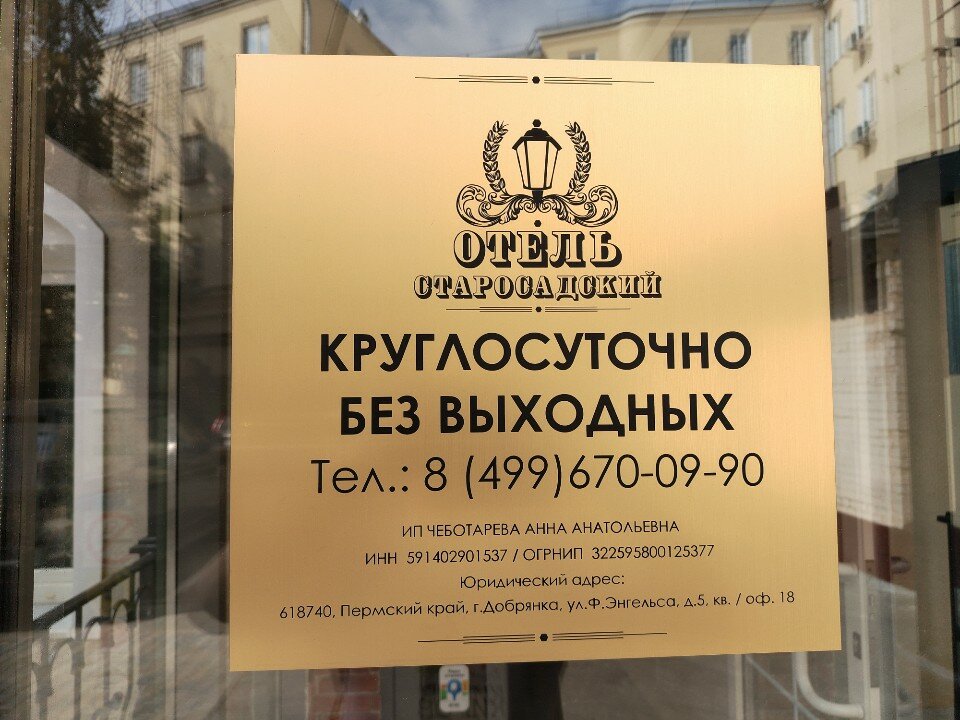 ОТЕЛЬ
СТАРОСАДСКИЙ
КРУГЛОСУТОЧНО
БЕЗ ВЫХОДНЫХ
Тел.: 8 (499)670-09-90
ИП ЧЕБОТАРЕВА АННА АНАТОЛЬЕВНА
ИНН 591402901537 / ОГРНИП 322595800125377
Юридический адрес:
618740, Пермский край, г.Добрянка, ул.Ф.Энгельса, д.5, кв. / оф. 18